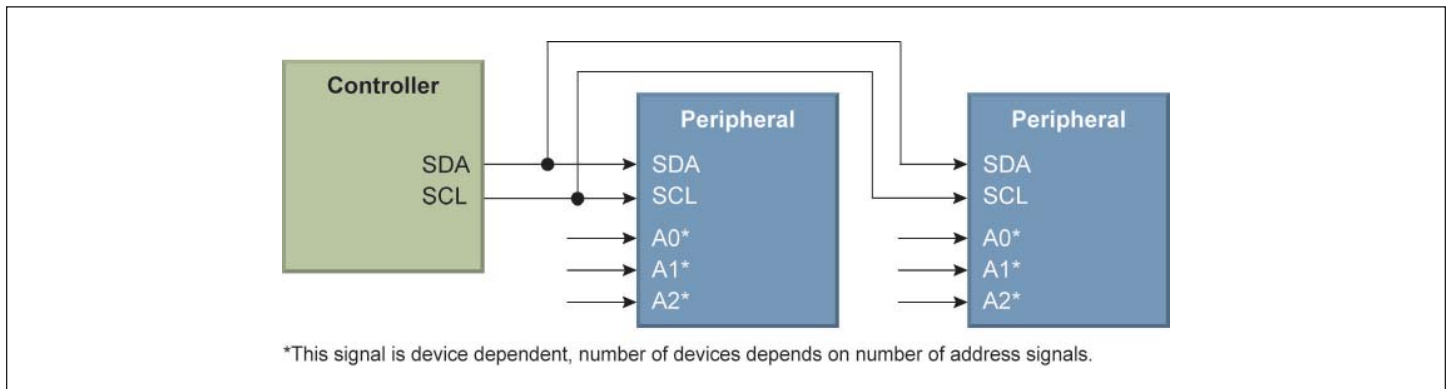 Controller
SDA
SCL
Peripheral
SDA
SCL
A0*
A1*
A2*
Peripheral
SDA
SCL
A0*
A1*
A2*
*This signal is device dependent, number of devices depends on number of address signals.